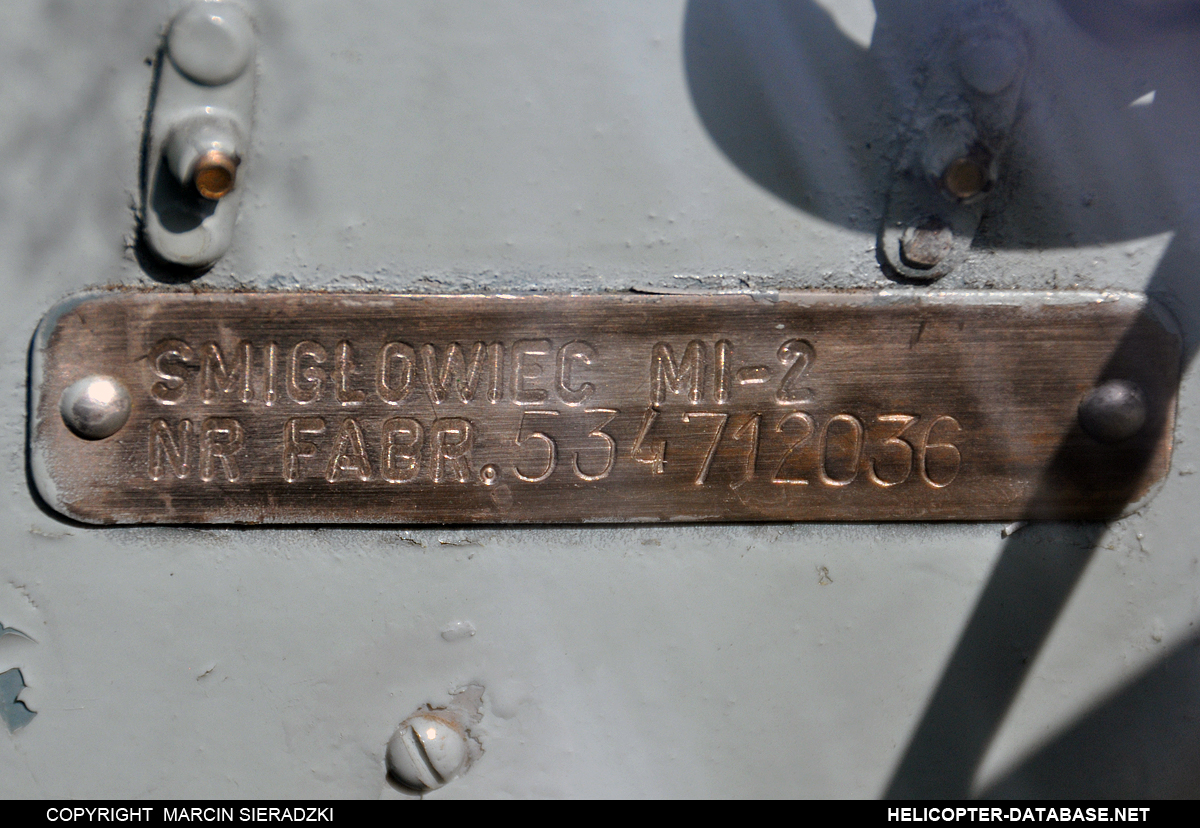 SMIGŁOWIEC MI-2
NR FABR. 534712036
COPYRIGHT MARCIN SIERADZKI
HELICOPTER-DATABASE.NET